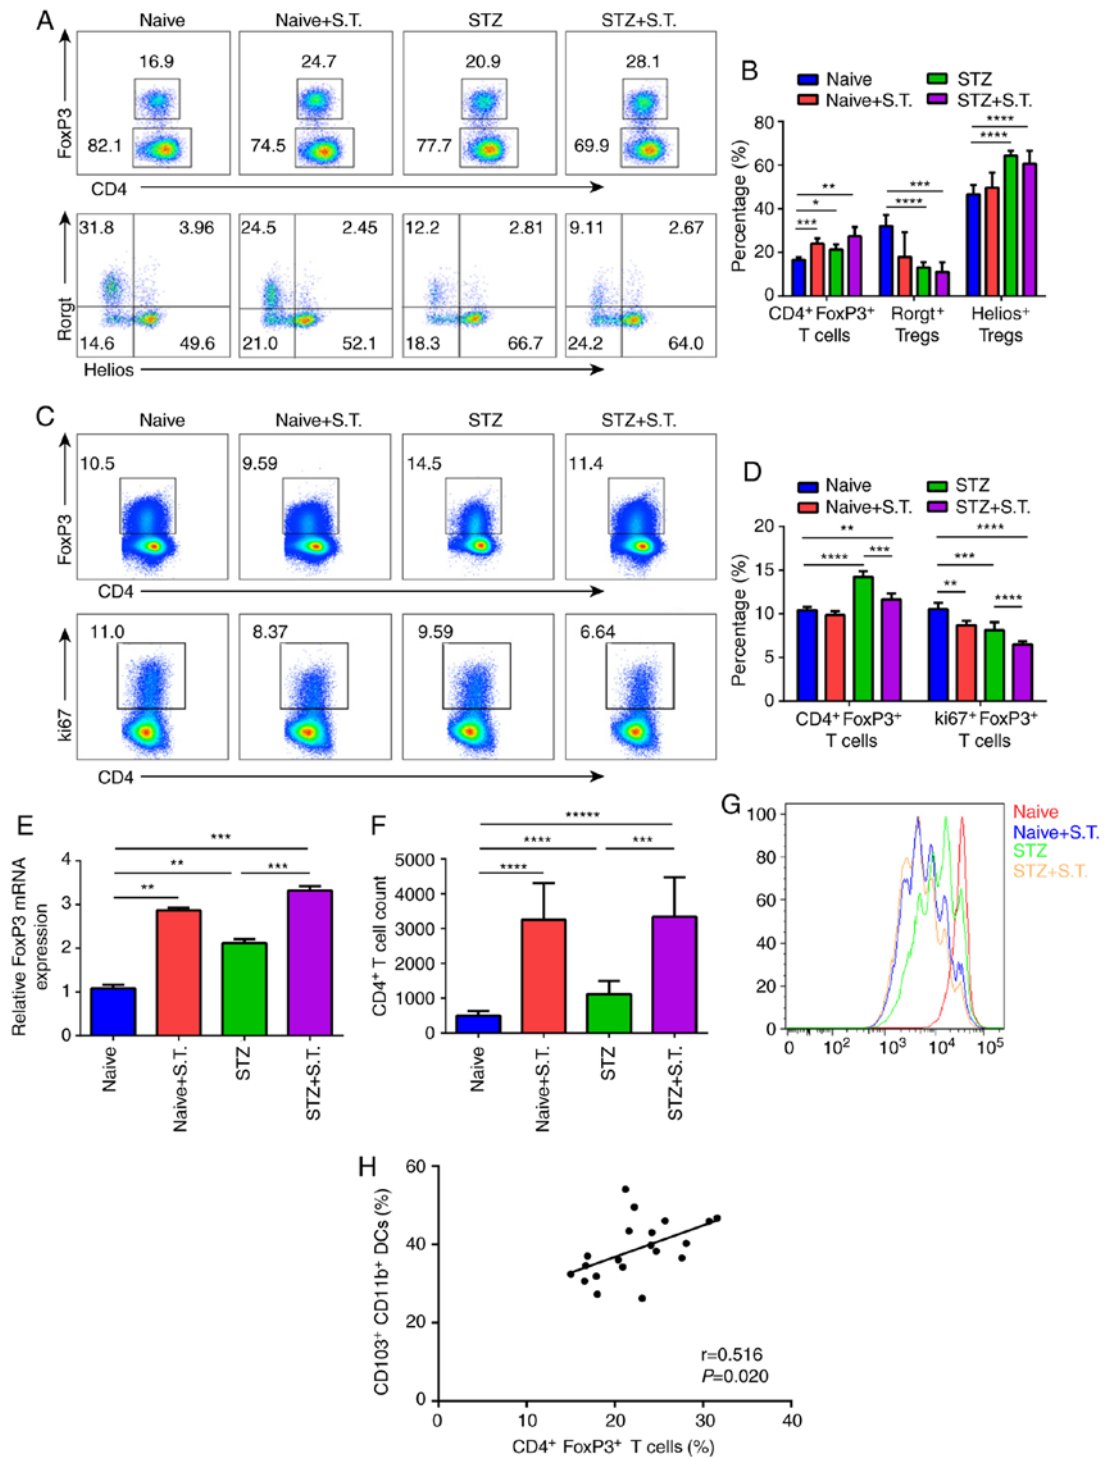 A
Naive
Naive+S.T.
STZ
STZ+S.T.
FoxP3
16.9
24.7
20.9
28.1
82.1
74.5
77.7
69.9
CD4
31.8
3.96
24.5
2.45
12.2
2.81
9.11
2.67
Rorgt
14.6
49.6
21.0
52.1
18.3
66.7
24.2
64.0
Helios
B
Naive
STZ
Naive+S.T.
STZ+S.T.
Percentage (%)
80
60
40
20
0
***
*
**
****
***
****
****
CD4+ FoxP3+
T cells
Rorgt+
Tregs
Helios+
Tregs
C
Naive
Naive+S.T.
STZ
STZ+S.T.
FoxP3
10.5
9.59
14.5
11.4
CD4
ki67
11.0
8.37
9.59
6.64
CD4
D
Naive
STZ
Naive+S.T.
STZ+S.T.
Percentage (%)
20
15
10
5
0
**
****
***
****
***
**
****
CD4+ FoxP3+
T cells
ki67+ FoxP3+
T cells
E
Relative FoxP3 mRNA
expression
4
3
2
1
0
***
**
***
**
Naive
Naive+S.T.
STZ
STZ+S.T.
F
CD4+ T cell count
5000
4000
3000
2000
1000
0
*****
****
***
****
Naive
Naive+S.T.
STZ
STZ+S.T.
G
100
80
60
40
20
0
0
10²
10³
10⁴
10⁵
Naive
Naive+S.T.
STZ
STZ+S.T.
H
CD103+ CD11b+ DCs (%)
60
40
20
0
r=0.516
P=0.020
0
10
20
30
40
CD4+ FoxP3+ T cells (%)